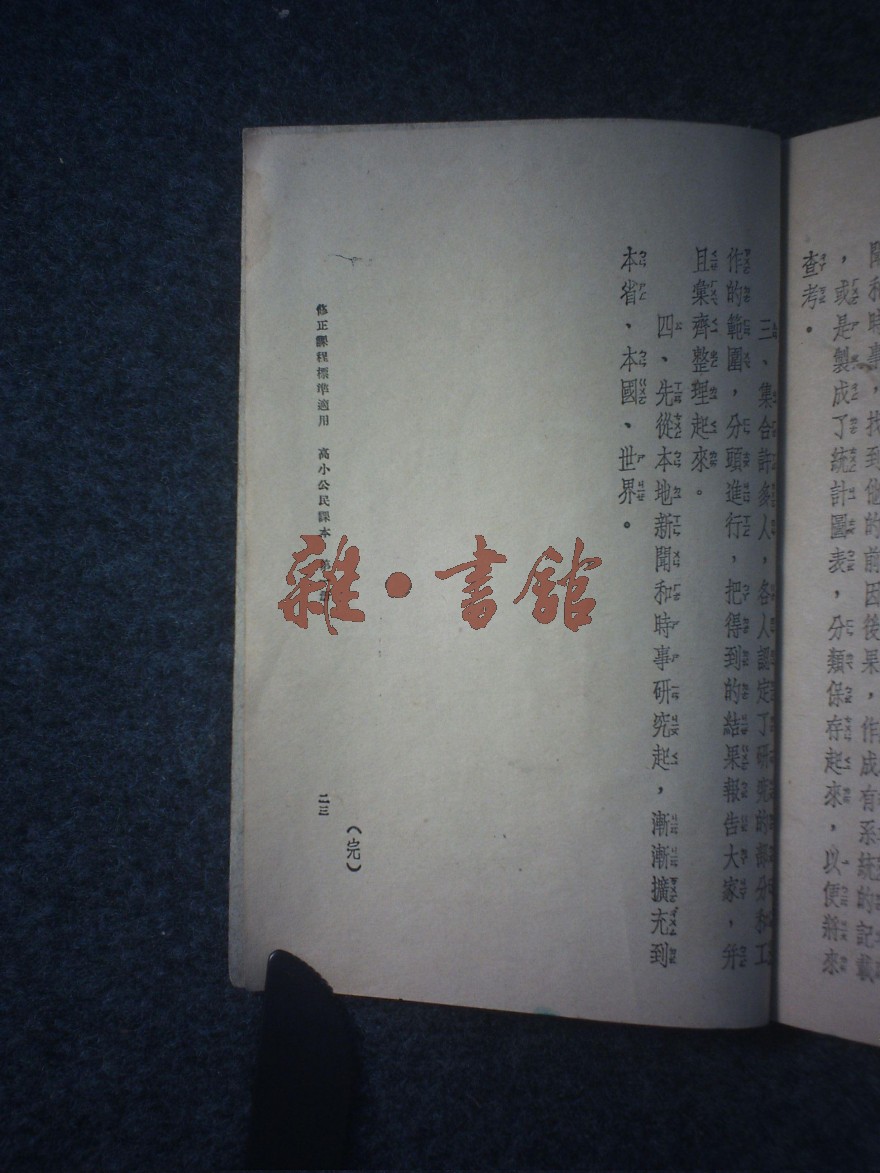 聞和時事，找到他的前因後果，作成有系統的記載
，或是製成了統計圖表，分類保存起來，以便將來
查考。
三、集合許多人，各人認定了研究的部分和工
作的範圍，分頭進行，把得到的結果報告大家，并
且彙齊整理起來。
四、先從本地新聞和時事研究起，漸漸擴充到
本省、本國、世界。
（完）
修正課程標準適用　高小公民課本　第
二三
雜・書館